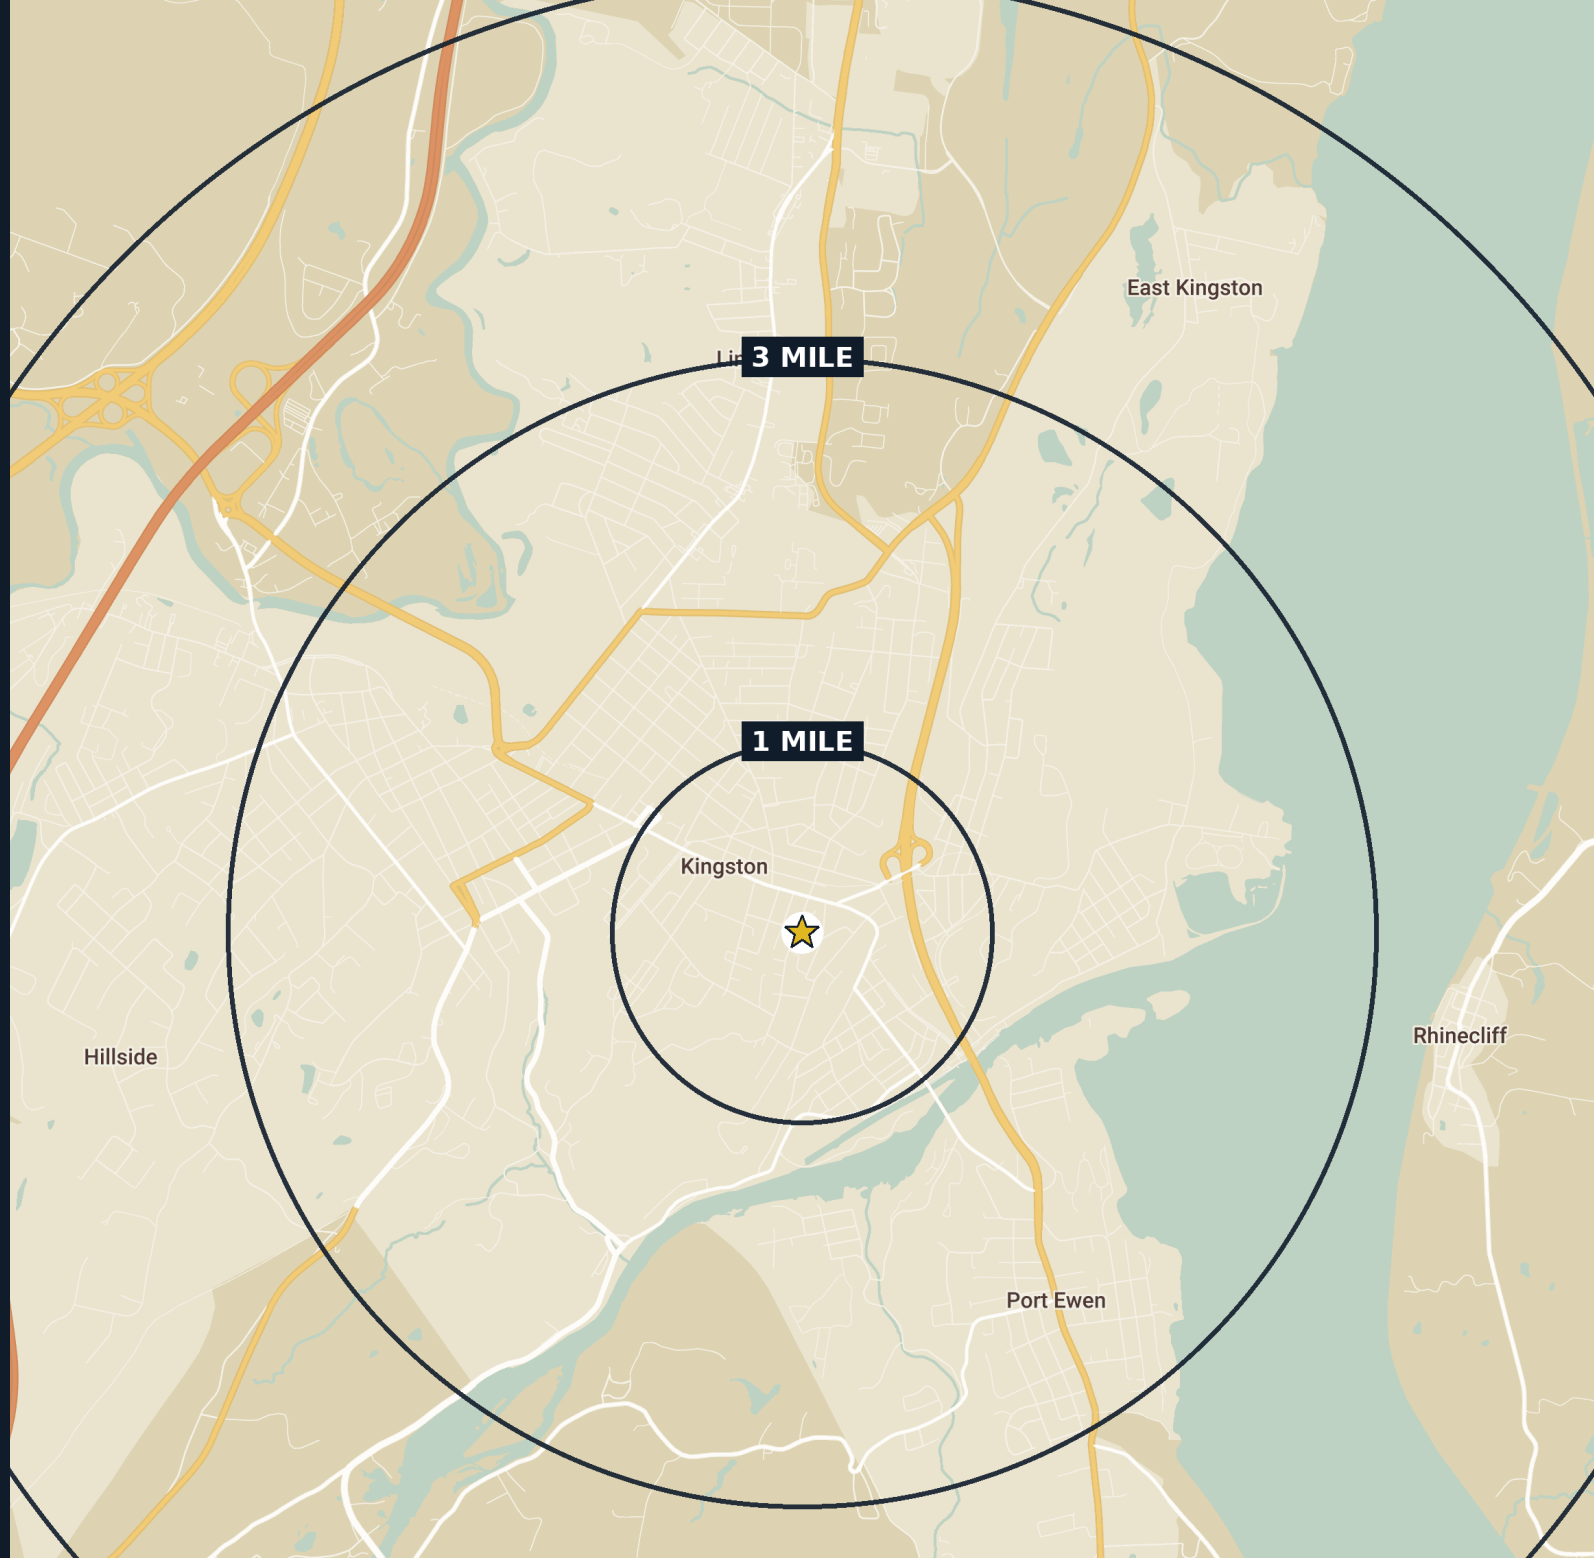 East Kingston
3 MILE
1 MILE
Kingston
Rhinecliff
Hillside
Port Ewen